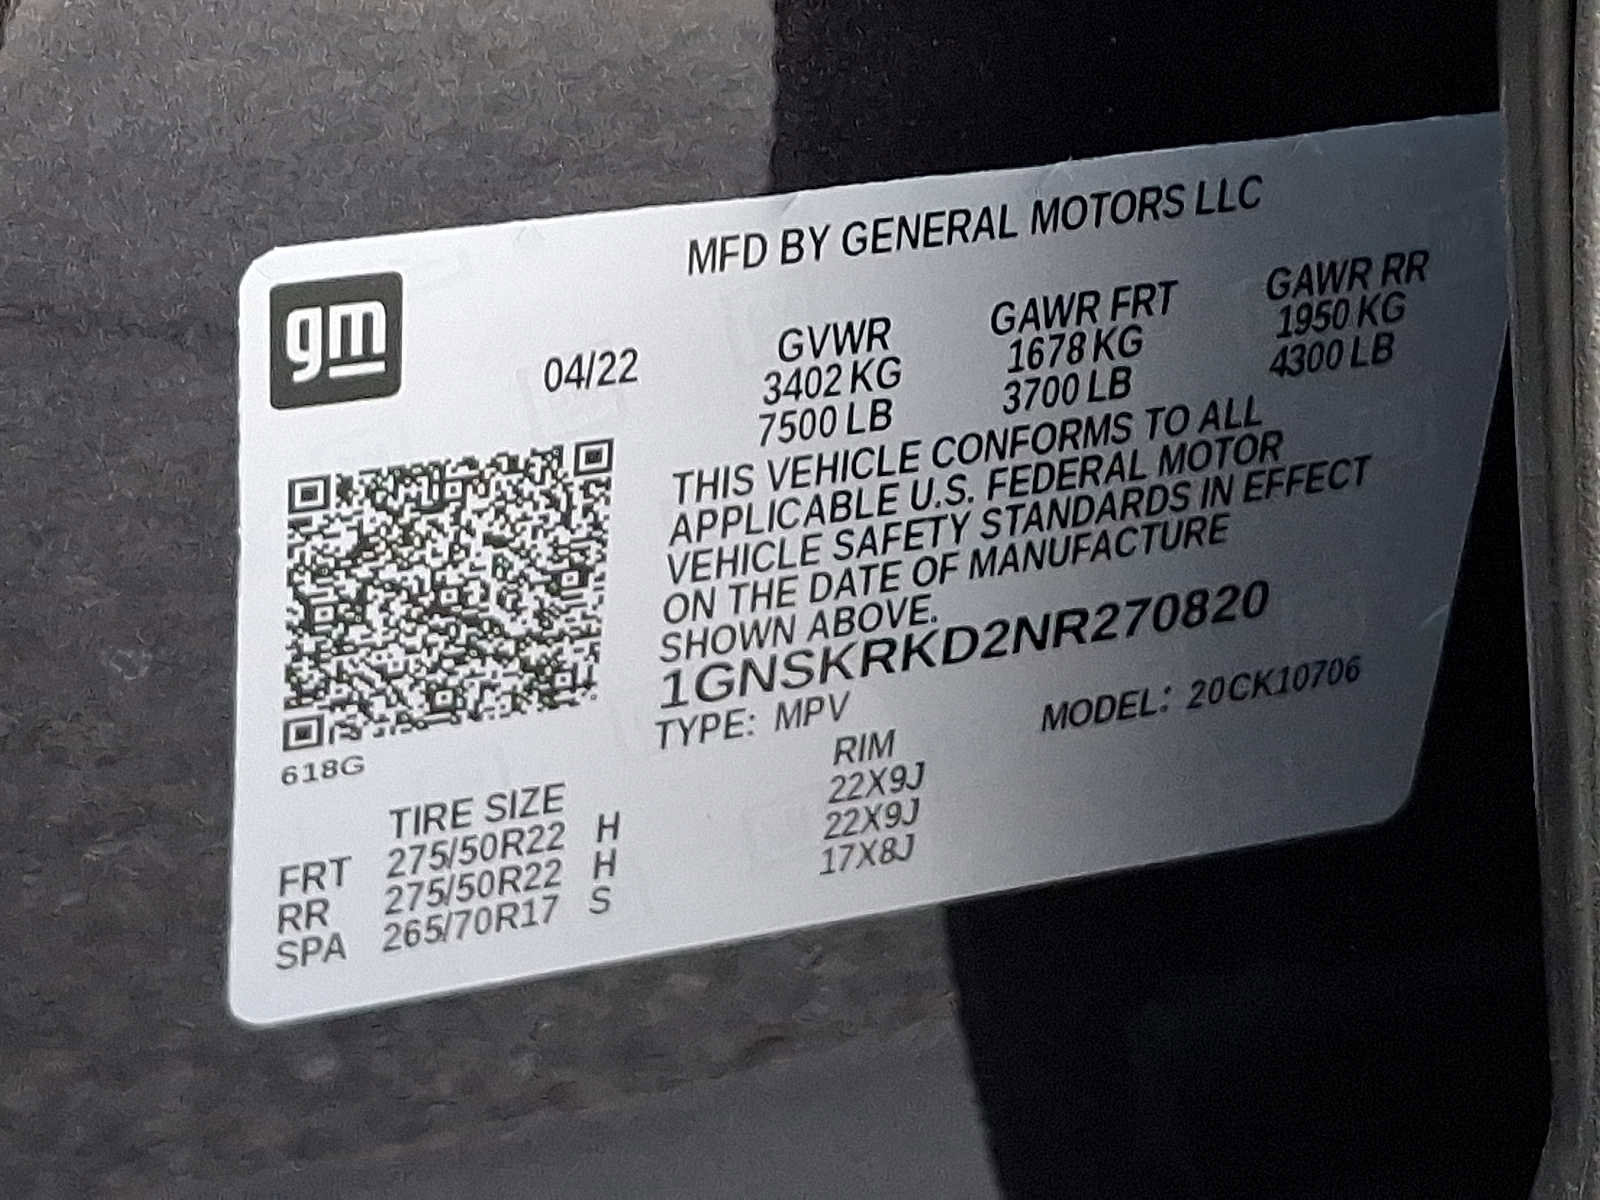 gm
MFD BY GENERAL MOTORS LLC
04/22
GVWR GAWR FRT GAWR RR
3402 KG 1678 KG 1950 KG
7500 LB 3700 LB 4300 LB
THIS VEHICLE CONFORMS TO ALL
APPLICABLE U.S. FEDERAL MOTOR
VEHICLE SAFETY STANDARDS IN EFFECT
ON THE DATE OF MANUFACTURE
SHOWN ABOVE.
1GNSKRKD2NR270820
TYPE: MPV MODEL: 20CK10706
618G
TIRE SIZE RIM
FRT 275/50R22 H 22X9J
RR 275/50R22 H 22X9J
SPA 265/70R17 S 17X8J